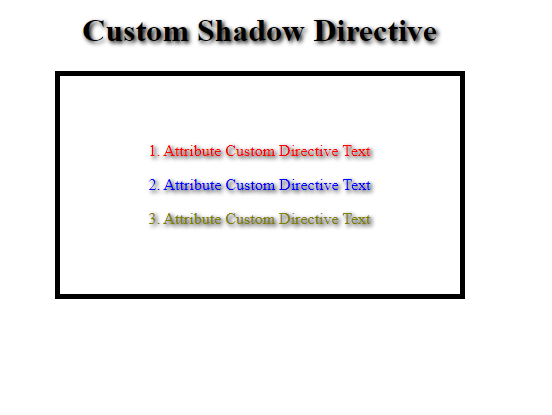 Custom Shadow Directive
1. Attribute Custom Directive Text
2. Attribute Custom Directive Text
3. Attribute Custom Directive Text